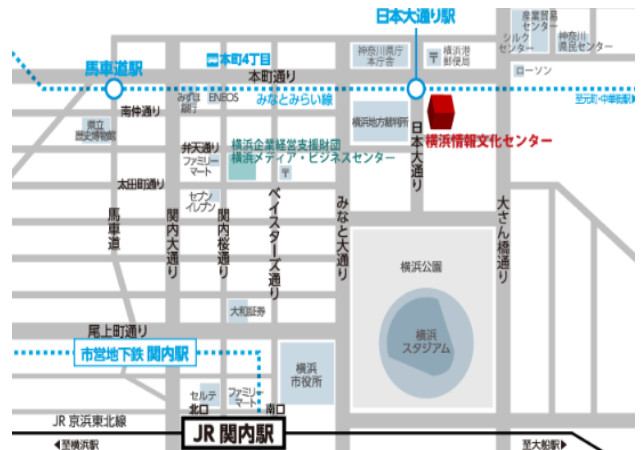 日本大通り駅
産業貿易
センター
シルク
センター
神奈川
県民センター
本町4丁目
神奈川県庁
本庁舎
横浜港
郵便局
馬車道駅
本町通り
ローソン
みずほ
銀行
ENEOS
みなとみらい線
至元町・中華街駅
南仲通り
県立
歴史博物館
横浜地方裁判所
日本大通り
横浜情報文化センター
弁天通り
ファミリー
マート
横浜企業経営支援財団
横浜メディア・ビジネスセンター
太田町通り
セブン
イレブン
馬車道
関内大通り
関内桜通り
ベイスターズ通り
みなと大通り
大さん橋通り
横浜公園
大和証券
尾上町通り
横浜
スタジアム
市営地下鉄 関内駅
横浜
市役所
セルテ
ファミリー
マート
北口
南口
JR 京浜東北線
JR 関内駅
至横浜駅
至大船駅